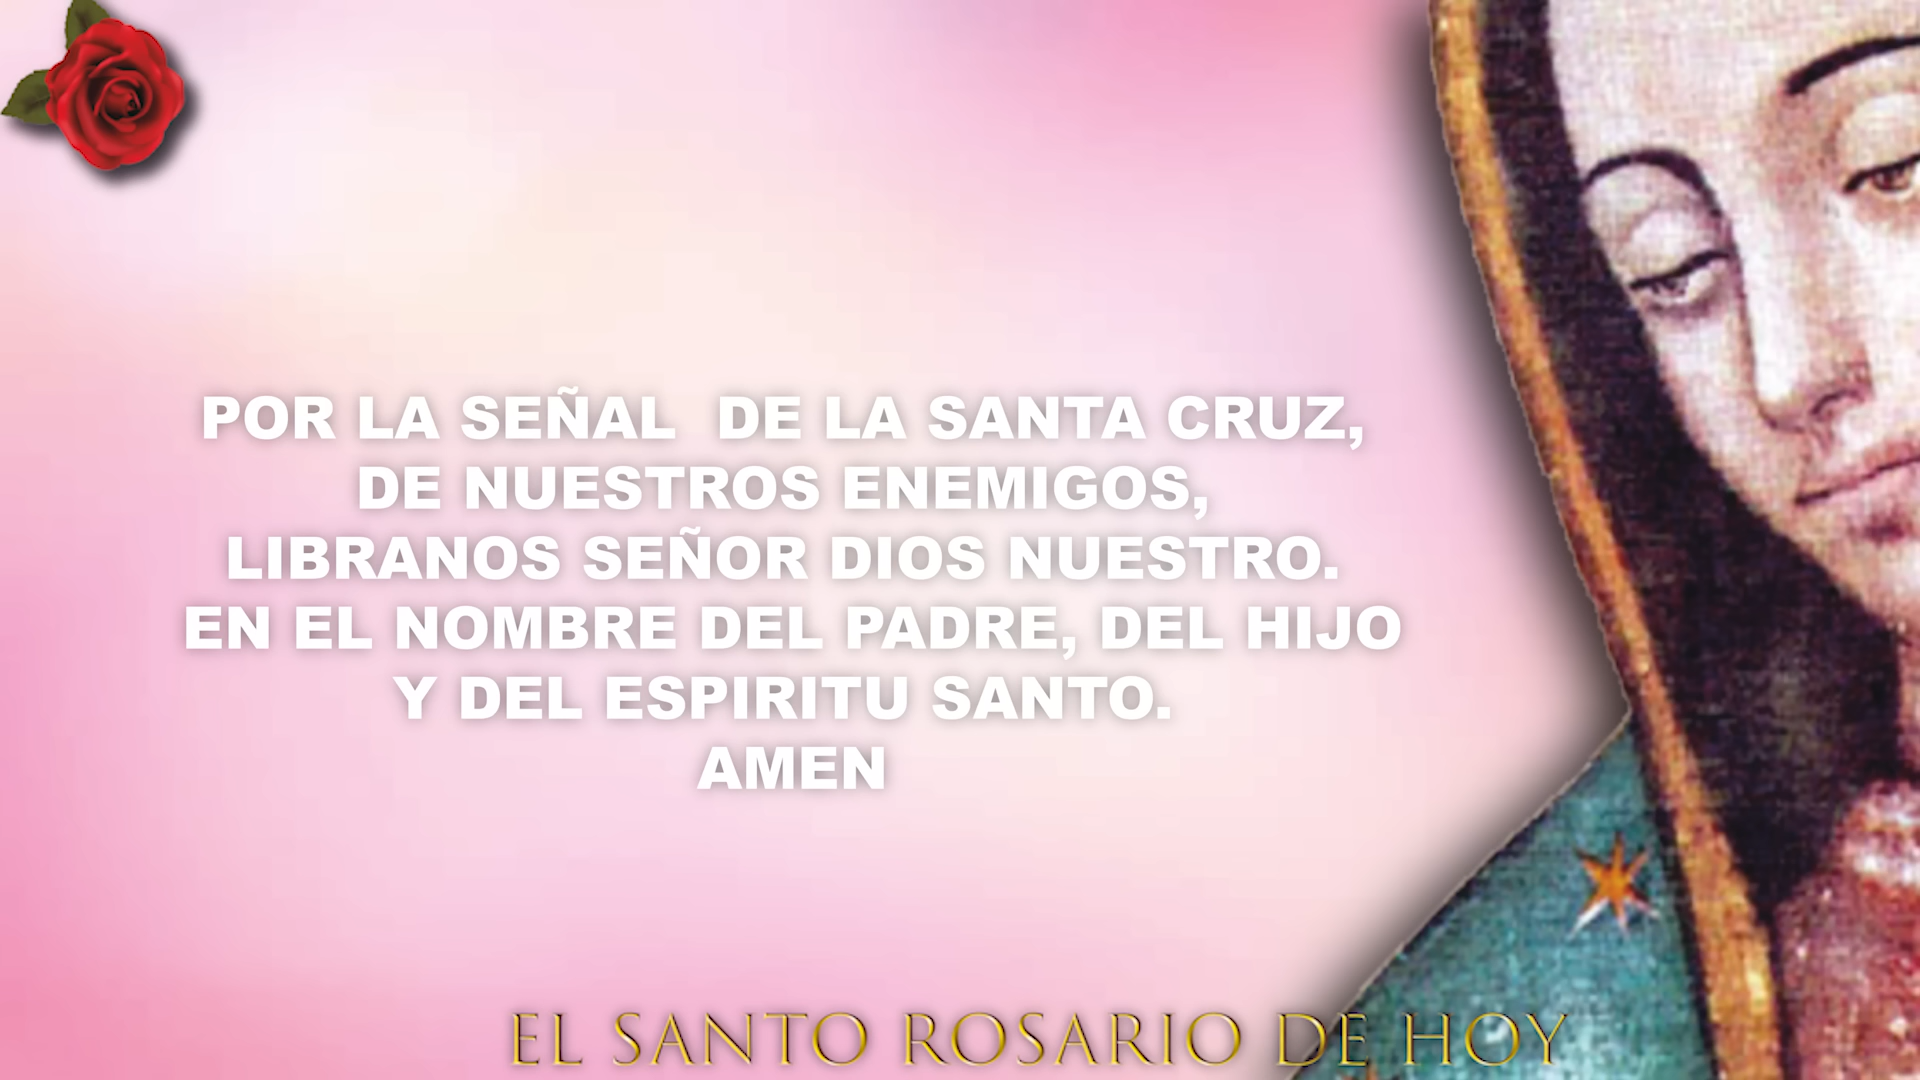 POR LA SEÑAL  DE LA SANTA CRUZ,
DE NUESTROS ENEMIGOS,
LIBRANOS SEÑOR DIOS NUESTRO.
EN EL NOMBRE DEL PADRE, DEL HIJO
Y DEL ESPIRITU SANTO.
AMEN
EL SANTO ROSARIO DE HOY